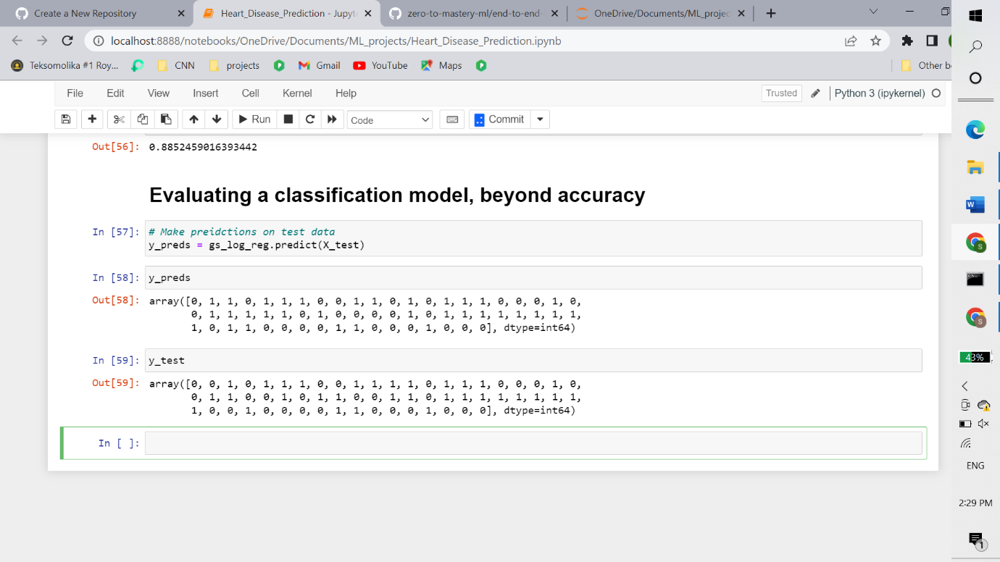 Create a New Repository
Heart_Disease_Prediction - Jupyt
zero-to-mastery-ml/end-to-end-
OneDrive/Documents/ML_projec
localhost:8888/notebooks/OneDrive/Documents/ML_projects/Heart_Disease_Prediction.ipynb
Teksomolika #1 Roy... CNN projects Gmail YouTube Maps Other b
File Edit View Insert Cell Kernel Help Trusted Python 3 (ipykernel)
Run Code Commit
Out[56]: 0.8852459016393442
Evaluating a classification model, beyond accuracy
In [57]: # Make preidctions on test data
y_preds = gs_log_reg.predict(X_test)
In [58]: y_preds
Out[58]: array([0, 1, 1, 0, 1, 1, 1, 0, 0, 1, 1, 0, 1, 0, 1, 1, 1, 0, 0, 0, 1, 0,
0, 1, 1, 1, 1, 1, 0, 1, 0, 0, 0, 0, 1, 0, 1, 1, 1, 1, 1, 1, 1, 1,
1, 0, 1, 1, 0, 0, 0, 0, 1, 1, 0, 0, 0, 1, 0, 0, 0], dtype=int64)
In [59]: y_test
Out[59]: array([0, 0, 1, 0, 1, 1, 1, 0, 0, 1, 1, 1, 1, 0, 1, 1, 1, 0, 0, 0, 1, 0,
0, 1, 1, 0, 0, 1, 0, 1, 1, 0, 0, 1, 1, 0, 1, 1, 1, 1, 1, 1, 1, 1,
1, 0, 0, 1, 0, 0, 0, 0, 1, 1, 0, 0, 0, 1, 0, 0, 0], dtype=int64)
In [ ]:
W
S
S
43%
ENG
2:29 PM
1